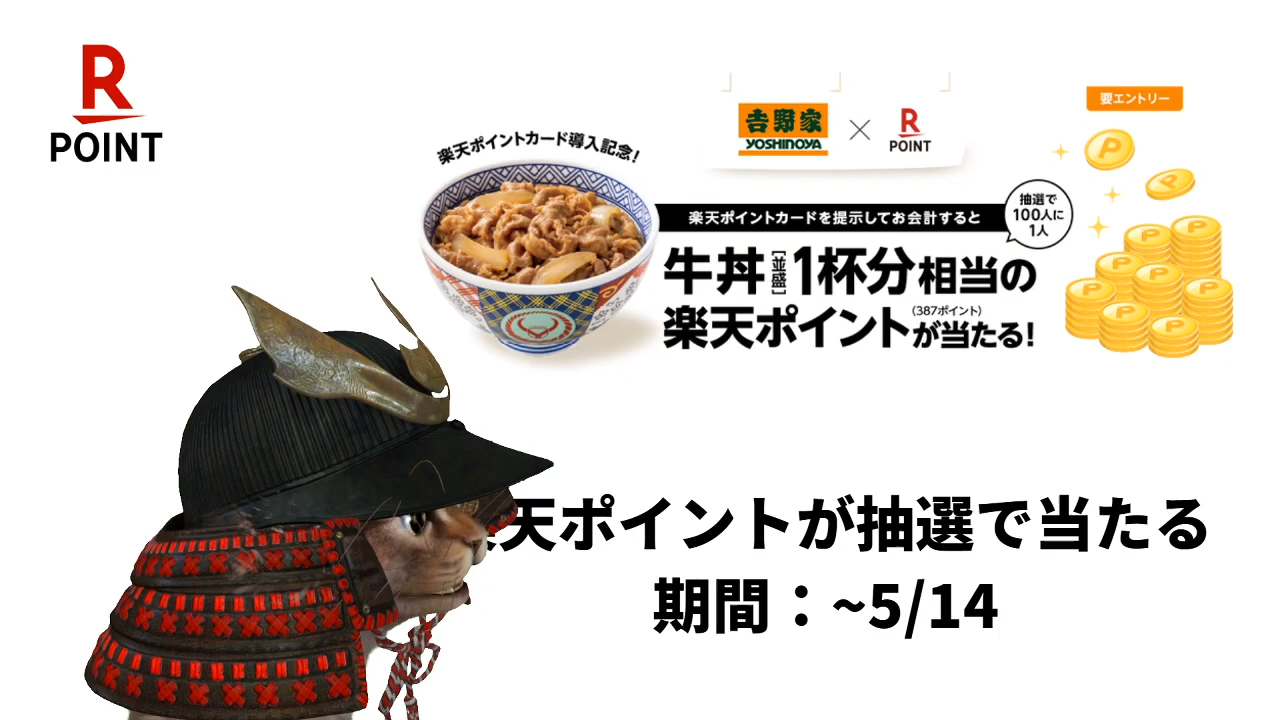 R
POINT
楽天ポイントカード導入記念!
吉野家
YOSHINOYA
×
R
POINT
要エントリー
楽天ポイントカードを提示してお会計すると
抽選で
100人に
1人
牛丼[並盛]1杯分相当の
楽天ポイント(387ポイント)が当たる!
天ポイントが抽選で当たる
期間:~5/14